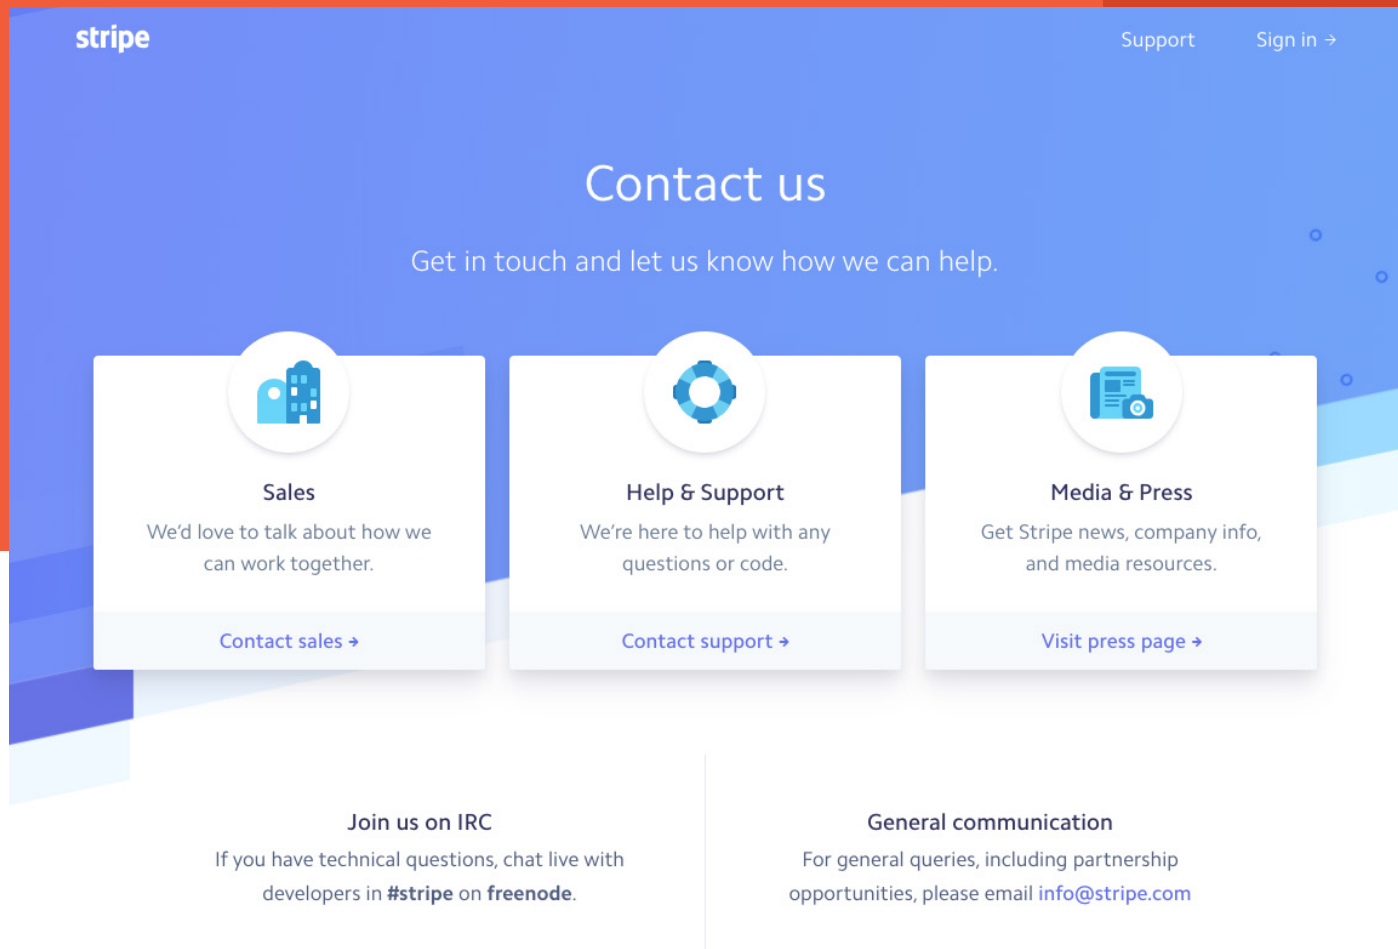 stripe
Support
Sign in →
Contact us
Get in touch and let us know how we can help.
Sales
We’d love to talk about how we
can work together.
Contact sales →
Help & Support
We’re here to help with any
questions or code.
Contact support →
Media & Press
Get Stripe news, company info,
and media resources.
Visit press page →
Join us on IRC
If you have technical questions, chat live with
developers in #stripe on freenode.
General communication
For general queries, including partnership
opportunities, please email info@stripe.com